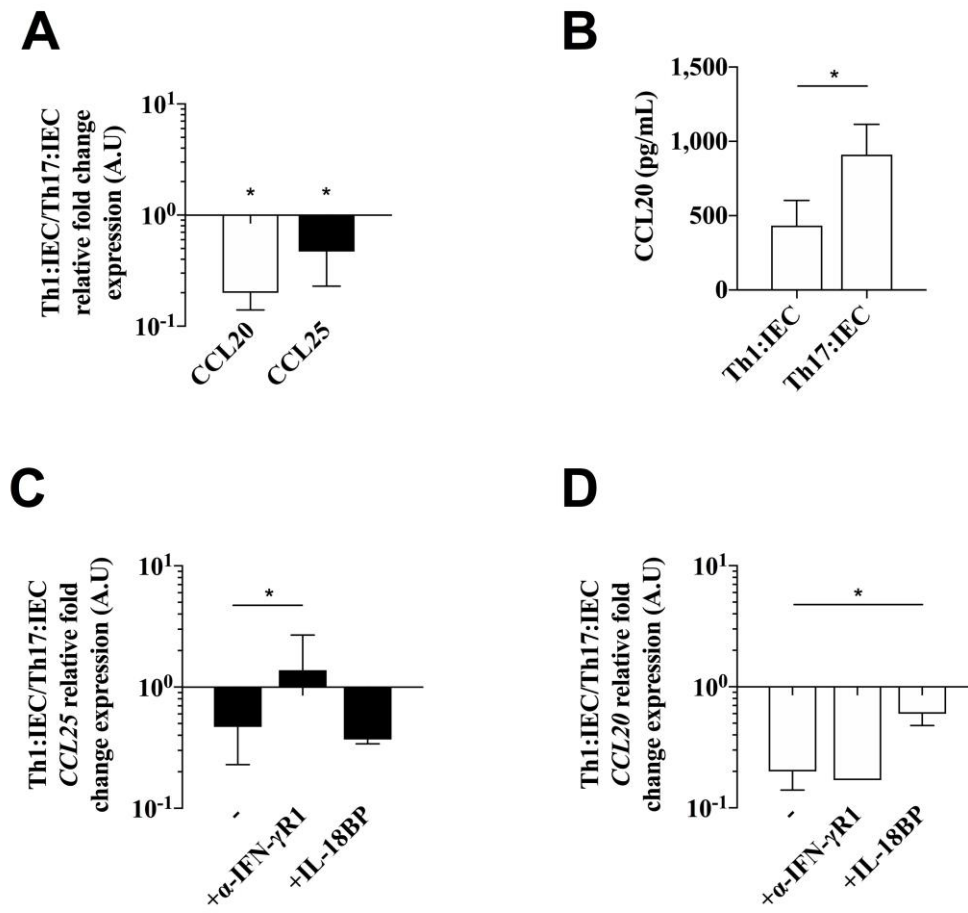 A
Th1:IEC/Th17:IEC
relative fold change
expression (A.U)
10¹
10⁰
10⁻¹
*
*
CCL20
CCL25
B
CCL20 (pg/mL)
1,500
1,000
500
0
*
Th1:IEC
Th17:IEC
C
Th1:IEC/Th17:IEC
CCL25 relative fold
change expression (A.U)
10¹
10⁰
10⁻¹
*
-
+α-IFN-γR1
+IL-18BP
D
Th1:IEC/Th17:IEC
CCL20 relative fold
change expression (A.U)
10¹
10⁰
10⁻¹
*
-
+α-IFN-γR1
+IL-18BP